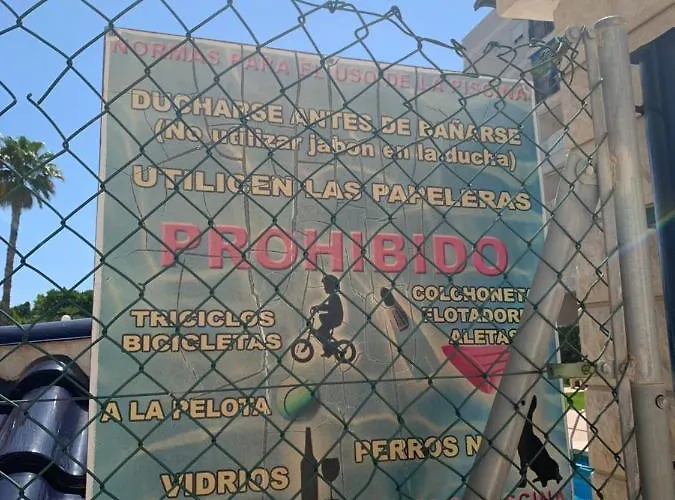 NORMAS PARA EL USO DE LA PISCINA
DUCHARSE ANTES DE BAÑARSE
(No utilizar jabon en la ducha)
UTILICEN LAS PAPELERAS
PROHIBIDO
TRICICLOS
BICICLETAS
COLCHONET
FLOTADOR
ALETAS
A LA PELOTA
PERROS N
VIDRIOS